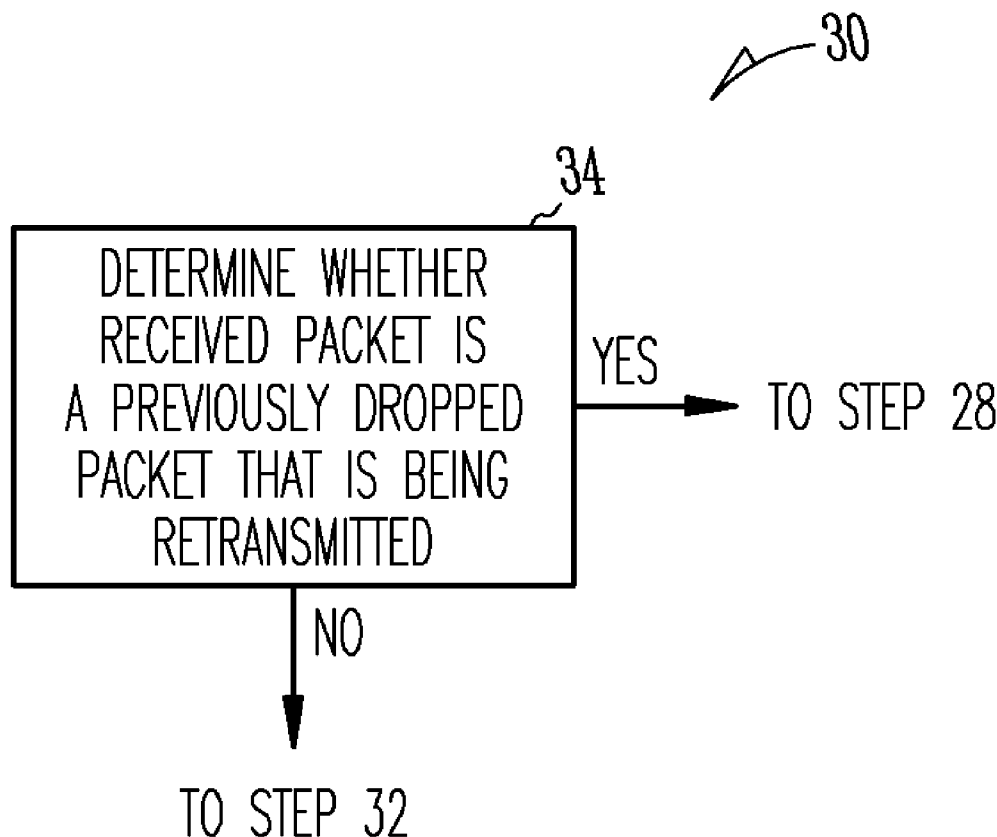 30
34
DETERMINE WHETHER
RECEIVED PACKET IS
A PREVIOUSLY DROPPED
PACKET THAT IS BEING
RETRANSMITTED
YES
TO STEP 28
NO
TO STEP 32